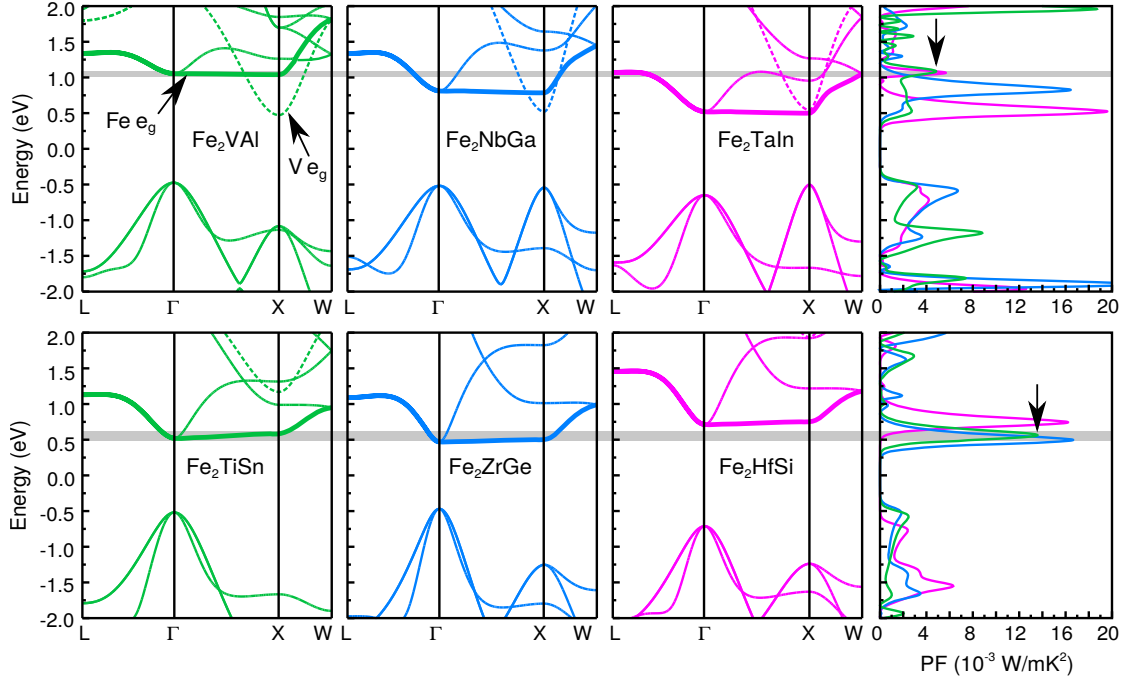 2.0
1.5
1.0
0.5
0.0
-0.5
-1.0
-1.5
-2.0
Energy (eV)
Fe e_g
Fe₂VAl
V e_g
Fe₂NbGa
Fe₂TaIn
L Γ X W
L Γ X W
L Γ X W
0 4 8 12 16 20
2.0
1.5
1.0
0.5
0.0
-0.5
-1.0
-1.5
-2.0
Energy (eV)
Fe₂TiSn
Fe₂ZrGe
Fe₂HfSi
L Γ X W
L Γ X W
L Γ X W
0 4 8 12 16 20
PF (10⁻³ W/mK²)